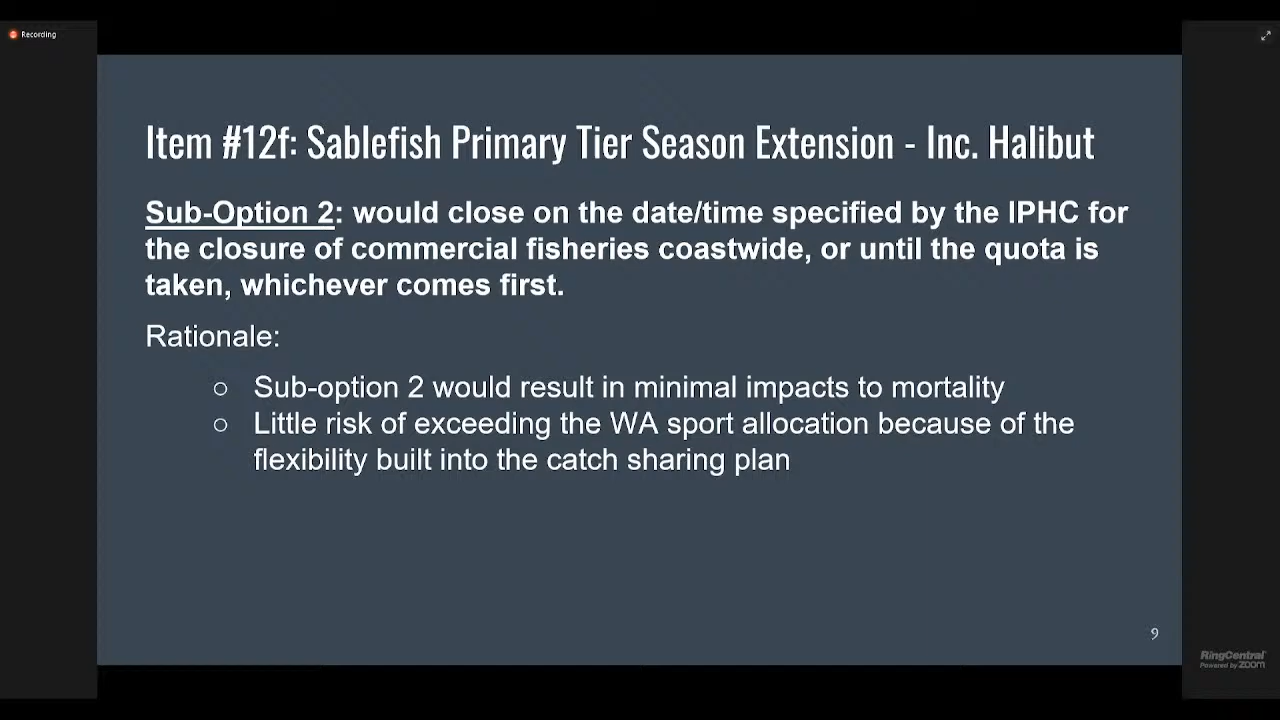 Recording
Item #12f: Sablefish Primary Tier Season Extension - Inc. Halibut
Sub-Option 2: would close on the date/time specified by the IPHC for
the closure of commercial fisheries coastwide, or until the quota is
taken, whichever comes first.
Rationale:
○ Sub-option 2 would result in minimal impacts to mortality
○ Little risk of exceeding the WA sport allocation because of the
flexibility built into the catch sharing plan
9
RingCentral
Powered by zoom